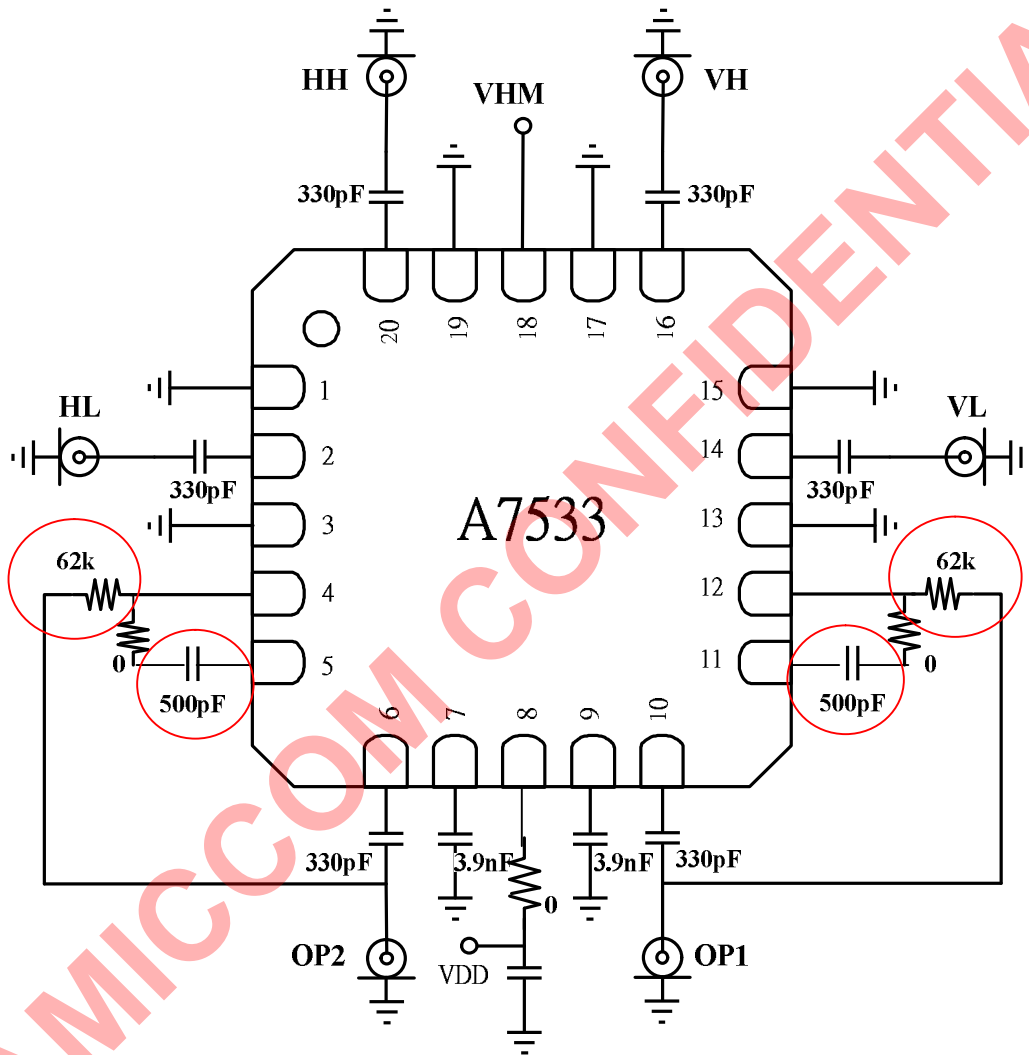 HH
VHM
VH
330pF
330pF
20
19
18
17
16
1
15
HL
VL
2
14
330pF
330pF
A7533
3
13
62k
62k
4
12
0
0
5
11
500pF
500pF
6
7
8
9
10
330pF
3.9nF
3.9nF
330pF
0
OP2
VDD
OP1
AMICCOM CONFIDENTIA